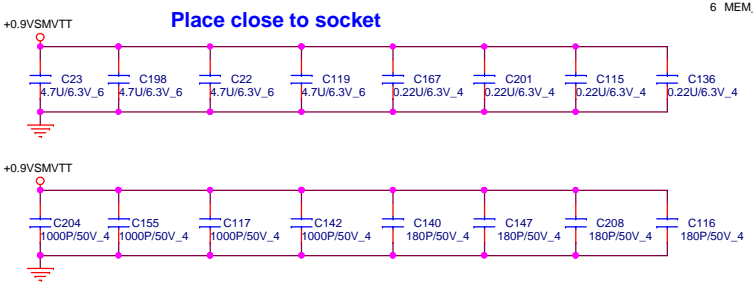 6 MEM_
Place close to socket
+0.9VSMVTT
C23 C198 C22 C119 C167 C201 C115 C136
4.7U/6.3V_6 4.7U/6.3V_6 4.7U/6.3V_6 4.7U/6.3V_6 0.22U/6.3V_4 0.22U/6.3V_4 0.22U/6.3V_4 0.22U/6.3V_4
+0.9VSMVTT
C204 C155 C117 C142 C140 C147 C208 C116
1000P/50V_4 1000P/50V_4 1000P/50V_4 1000P/50V_4 180P/50V_4 180P/50V_4 180P/50V_4 180P/50V_4